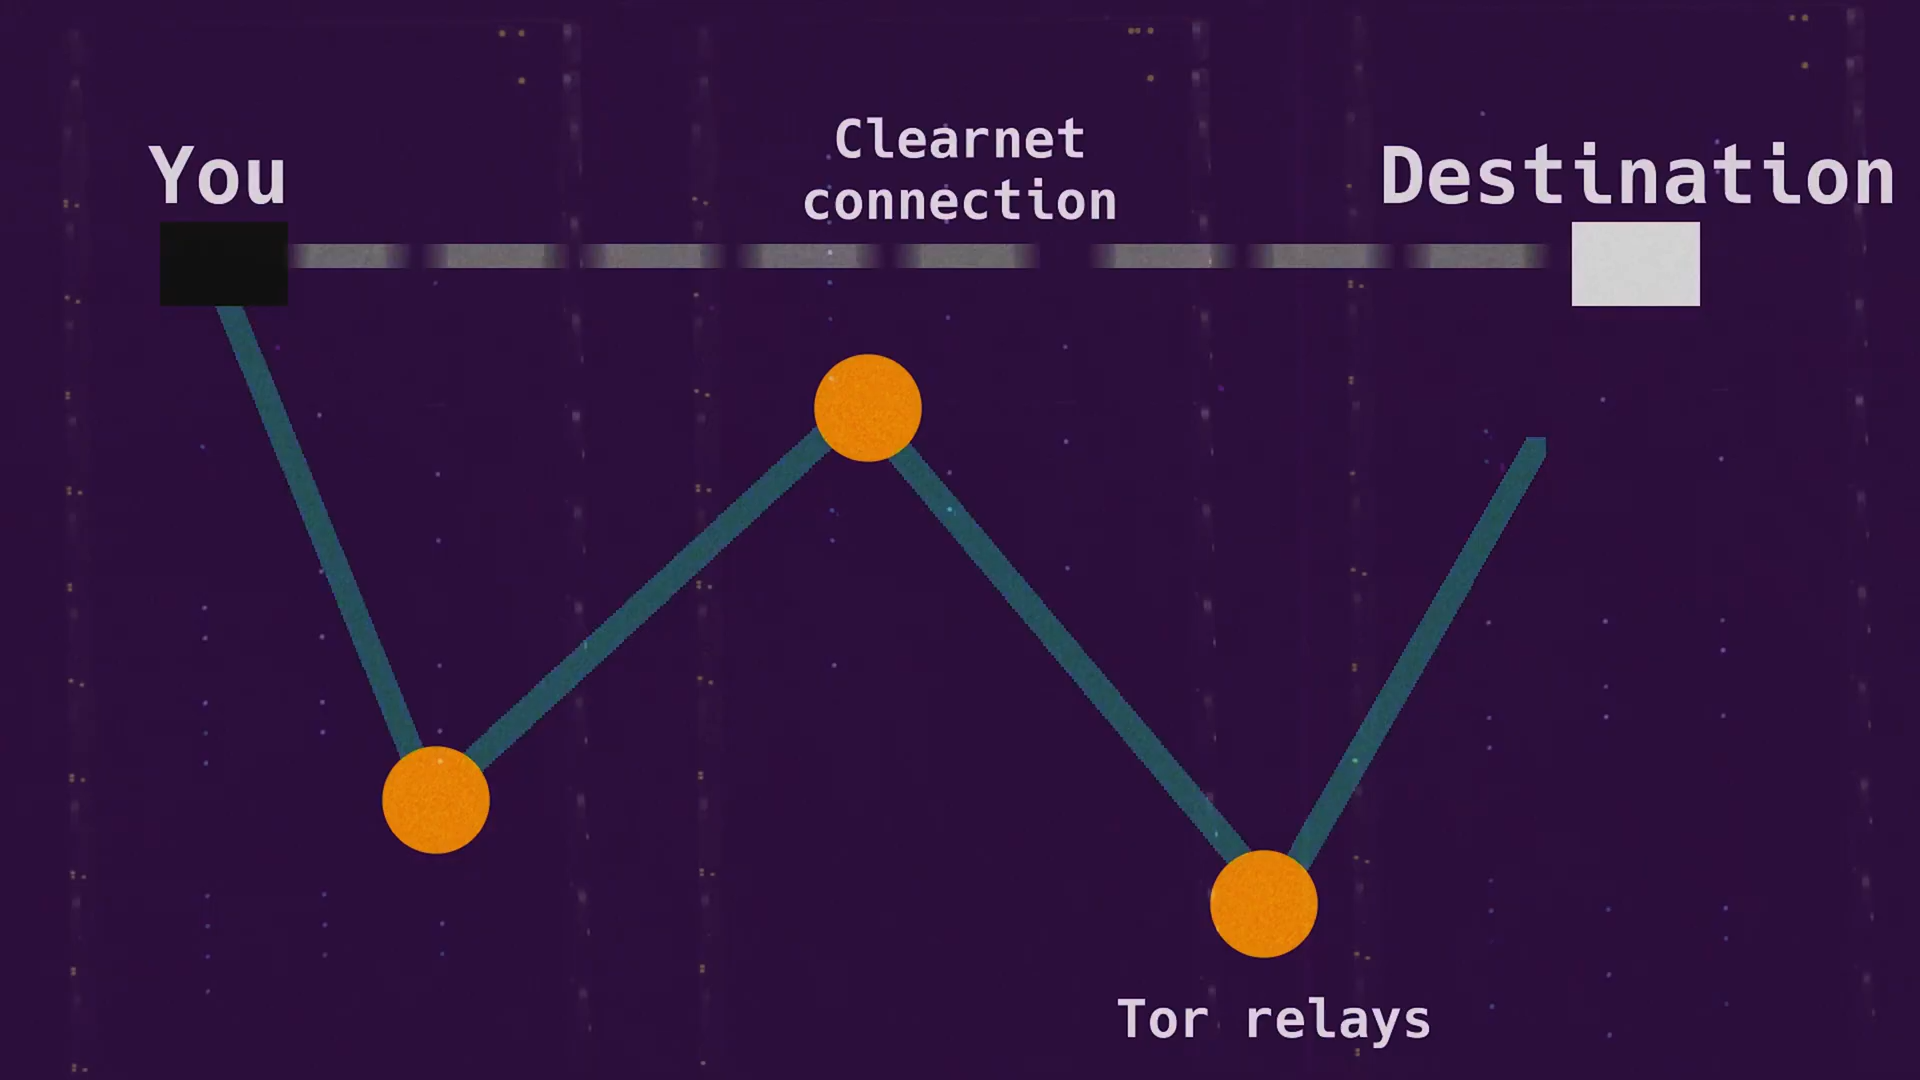 You
Clearnet
connection
Destination
Tor relays